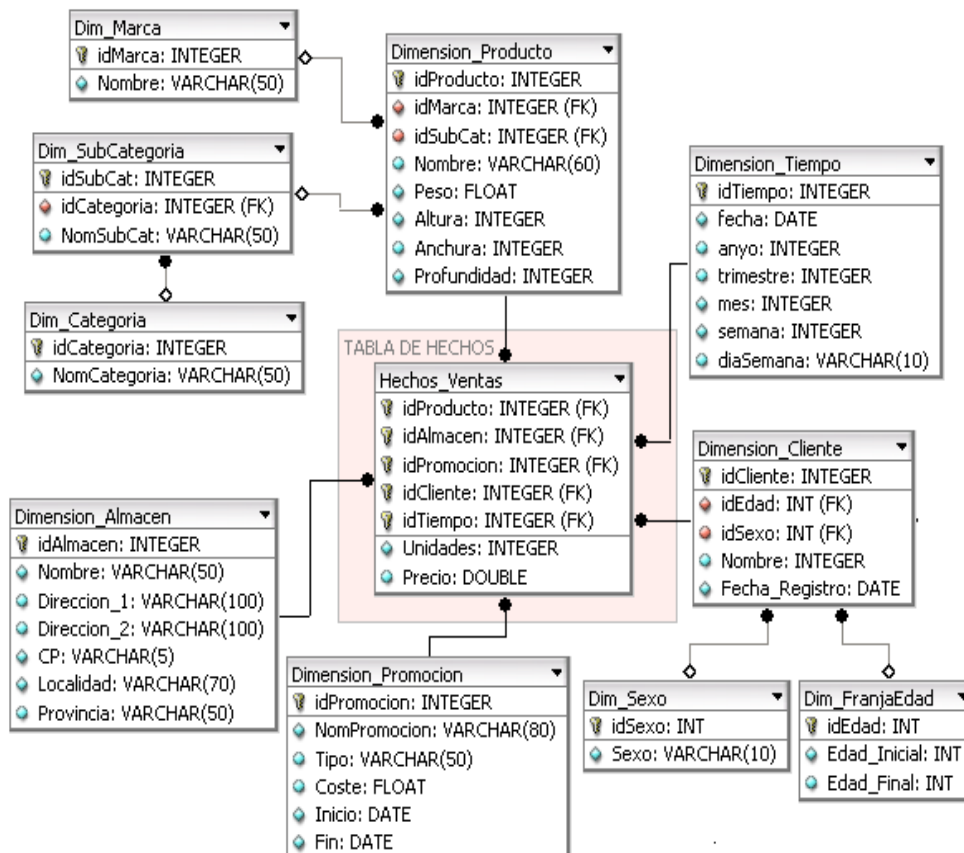 Dim_Marca
idMarca: INTEGER
Nombre: VARCHAR(50)
Dimension_Producto
idProducto: INTEGER
idMarca: INTEGER (FK)
idSubCat: INTEGER (FK)
Nombre: VARCHAR(60)
Peso: FLOAT
Altura: INTEGER
Anchura: INTEGER
Profundidad: INTEGER
Dim_SubCategoria
idSubCat: INTEGER
idCategoria: INTEGER (FK)
NomSubCat: VARCHAR(50)
Dimension_Tiempo
idTiempo: INTEGER
fecha: DATE
anyo: INTEGER
trimestre: INTEGER
mes: INTEGER
semana: INTEGER
diaSemana: VARCHAR(10)
Dim_Categoria
idCategoria: INTEGER
NomCategoria: VARCHAR(50)
TABLA DE HECHOS
Hechos_Ventas
idProducto: INTEGER (FK)
idAlmacen: INTEGER (FK)
idPromocion: INTEGER (FK)
idCliente: INTEGER (FK)
idTiempo: INTEGER (FK)
Unidades: INTEGER
Precio: DOUBLE
Dimension_Cliente
idCliente: INTEGER
idEdad: INT (FK)
idSexo: INT (FK)
Nombre: INTEGER
Fecha_Registro: DATE
Dimension_Almacen
idAlmacen: INTEGER
Nombre: VARCHAR(50)
Direccion_1: VARCHAR(100)
Direccion_2: VARCHAR(100)
CP: VARCHAR(5)
Localidad: VARCHAR(70)
Provincia: VARCHAR(50)
Dimension_Promocion
idPromocion: INTEGER
NomPromocion: VARCHAR(80)
Tipo: VARCHAR(50)
Coste: FLOAT
Inicio: DATE
Fin: DATE
Dim_Sexo
idSexo: INT
Sexo: VARCHAR(10)
Dim_FranjaEdad
idEdad: INT
Edad_Inicial: INT
Edad_Final: INT